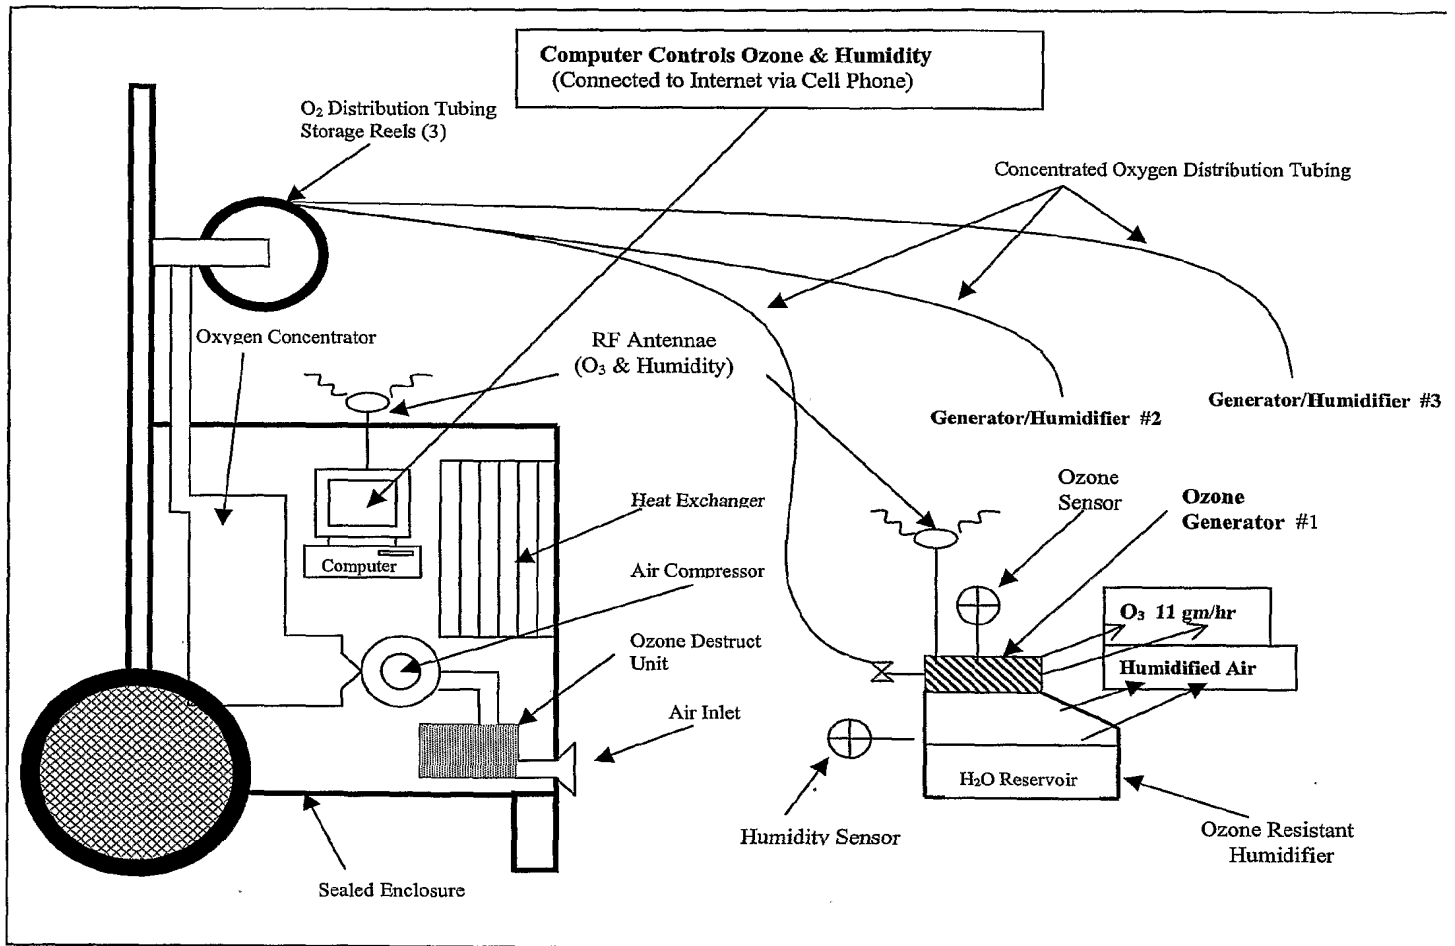 Computer Controls Ozone & Humidity
(Connected to Internet via Cell Phone)
O₂ Distribution Tubing
Storage Reels (3)
Concentrated Oxygen Distribution Tubing
Oxygen Concentrator
RF Antennae
(O₃ & Humidity)
Generator/Humidifier #3
Generator/Humidifier #2
Ozone
Sensor
Ozone
Generator #1
Heat Exchanger
Computer
Air Compressor
O₃ 11 gm/hr
Ozone Destruct
Unit
Humidified Air
Air Inlet
H₂O Reservoir
Humidity Sensor
Ozone Resistant
Humidifier
Sealed Enclosure